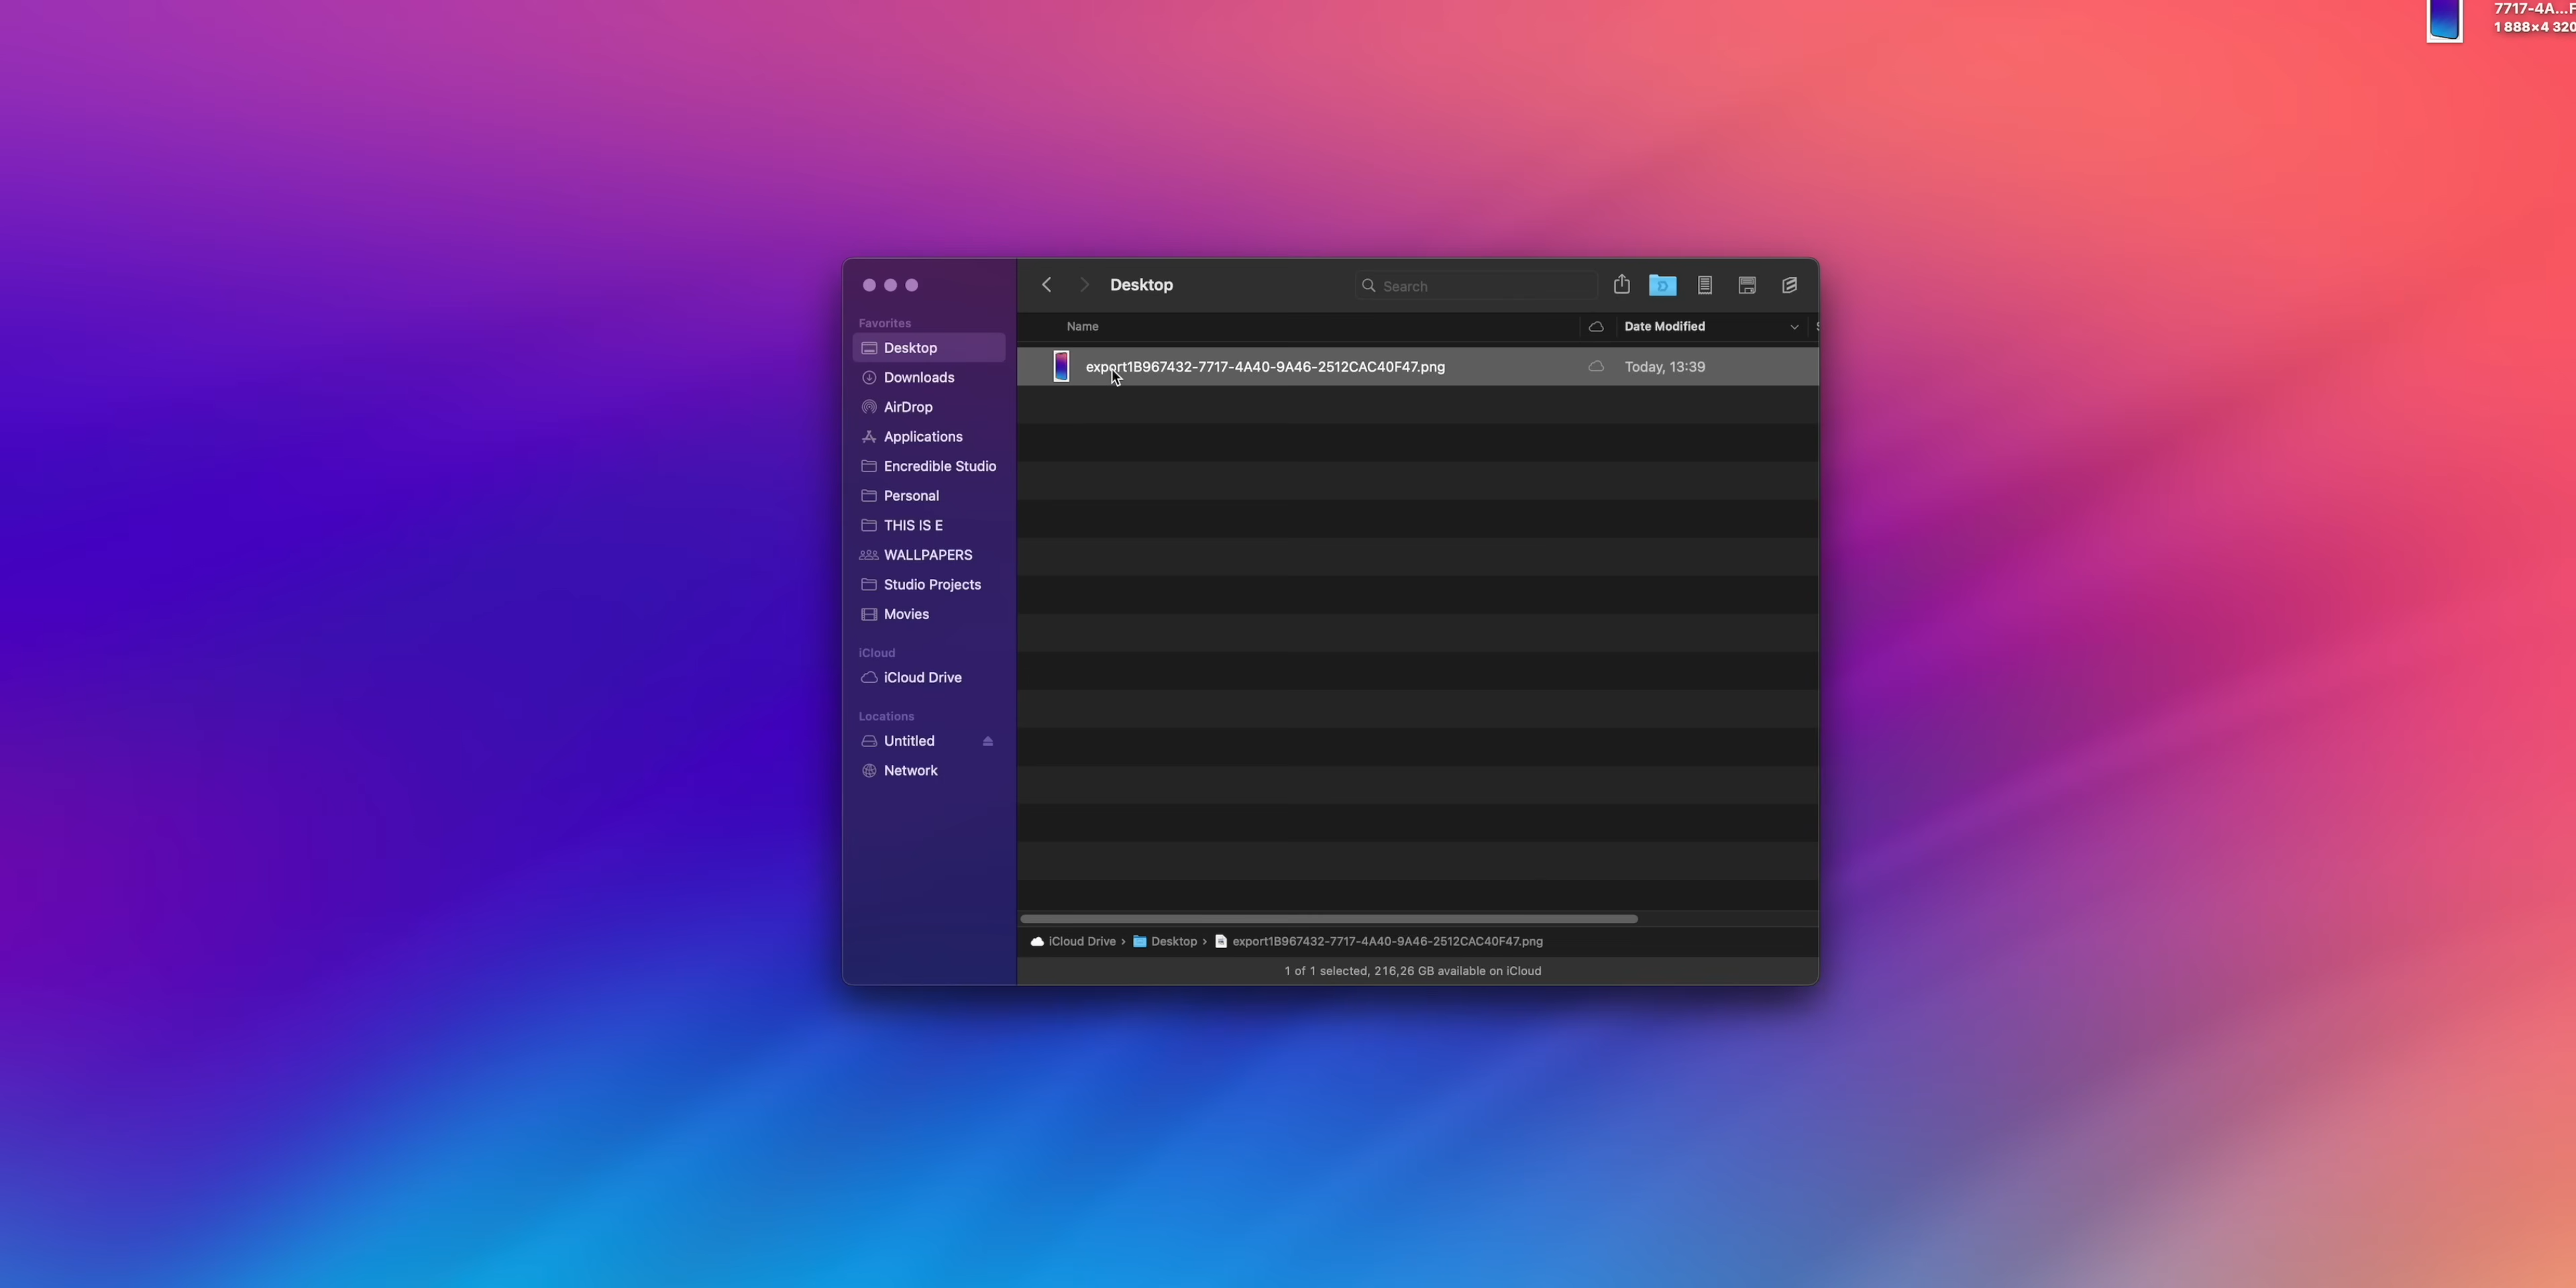 7717-4A...F
1 888×4 320
Desktop
Search
Favorites
Desktop
Downloads
AirDrop
Applications
Encredible Studio
Personal
THIS IS E
WALLPAPERS
Studio Projects
Movies
iCloud
iCloud Drive
Locations
Untitled
Network
Name Date Modified
export1B967432-7717-4A40-9A46-2512CAC40F47.png Today, 13:39
iCloud Drive › Desktop › export1B967432-7717-4A40-9A46-2512CAC40F47.png
1 of 1 selected, 216,26 GB available on iCloud